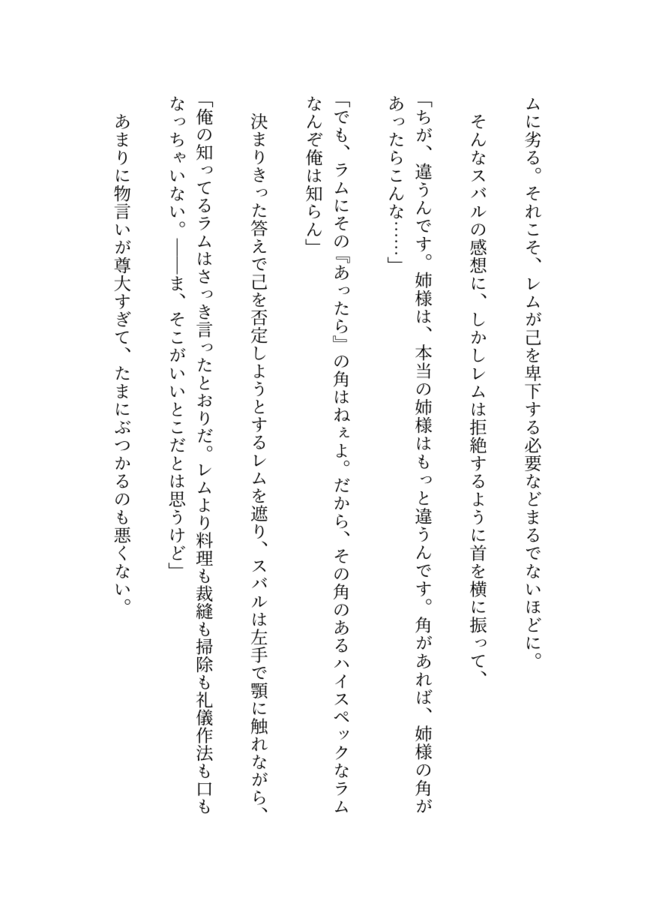 ムに劣る。それこそ、レムが己を卑下する必要などまるでないほどに。
そんなスバルの感想に、しかしレムは拒絶するように首を横に振って、
「ちが、違うんです。姉様は、本当の姉様はもっと違うんです。角があれば、姉様の角が
あったらこんな……」
「でも、ラムにその『あったら』の角はねぇよ。だから、その角のあるハイスペックなラム
なんぞ俺は知らん」
決まりきった答えで己を否定しようとするレムを遮り、スバルは左手で顎に触れながら、
「俺の知ってるラムはさっき言ったとおりだ。レムより料理も裁縫も掃除も礼儀作法も口も
なっちゃいない。――ま、そこがいいとこだとは思うけど」
あまりに物言いが尊大すぎて、たまにぶつかるのも悪くない。